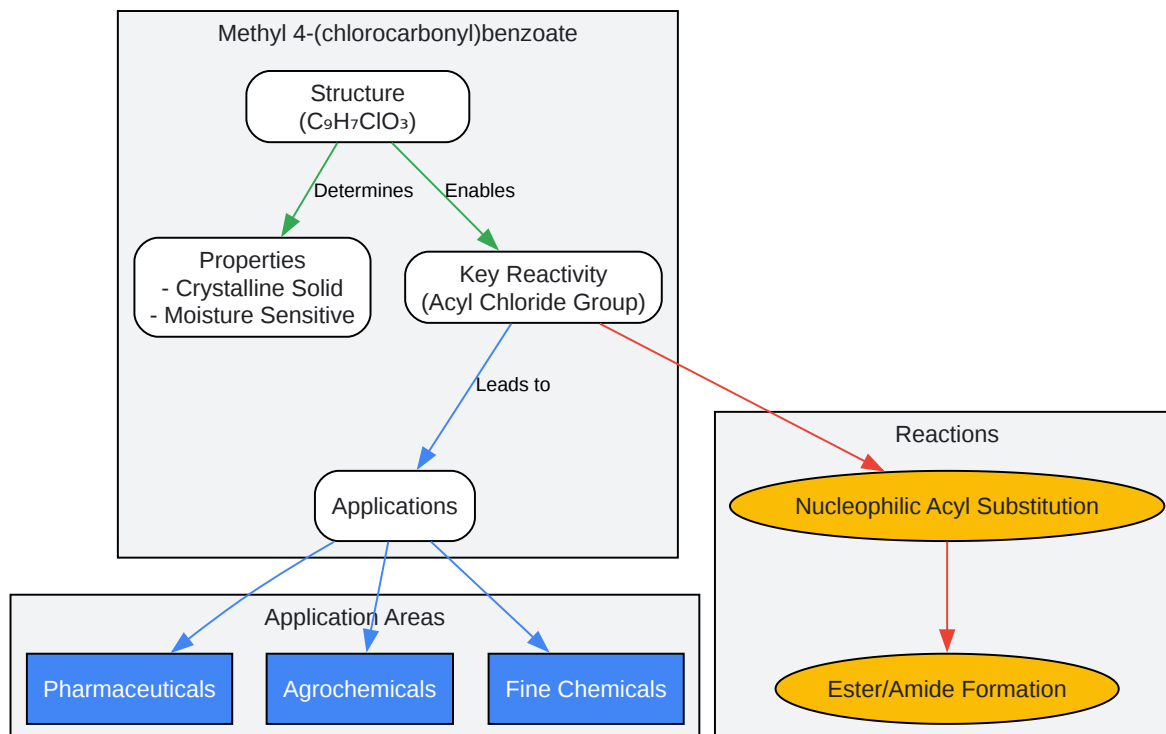 Methyl 4-(chlorocarbonyl)benzoate
Structure
(C₉H₇ClO₃)
Determines
Enables
Properties
- Crystalline Solid
- Moisture Sensitive
Key Reactivity
(Acyl Chloride Group)
Leads to
Applications
Reactions
Nucleophilic Acyl Substitution
Ester/Amide Formation
Application Areas
Pharmaceuticals
Agrochemicals
Fine Chemicals